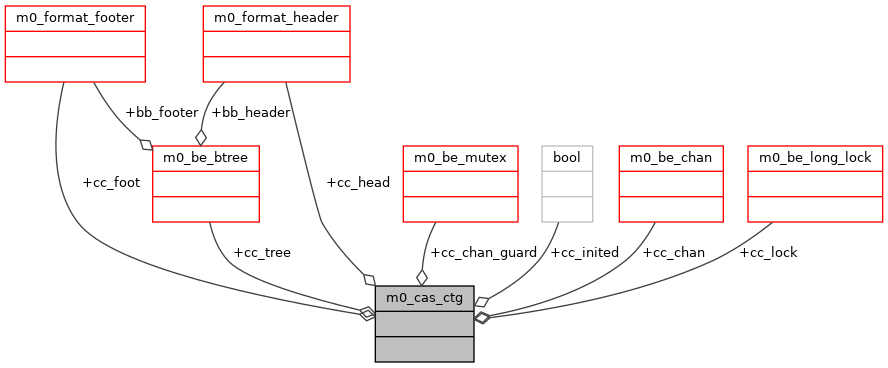 m0_format_footer
m0_format_header
+bb_footer
+bb_header
m0_be_btree
m0_be_mutex
bool
m0_be_chan
m0_be_long_lock
+cc_foot
+cc_head
+cc_tree
+cc_chan_guard
+cc_inited
+cc_chan
+cc_lock
m0_cas_ctg